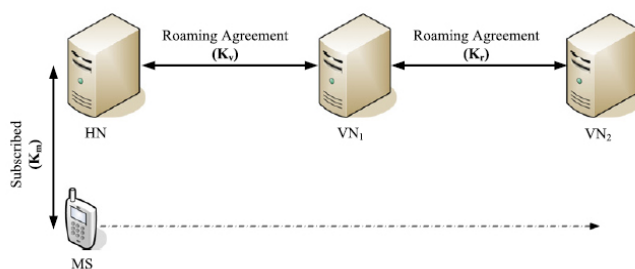 Roaming Agreement
(Kv)
Roaming Agreement
(Kr)
HN
VN1
VN2
Subscribed
(Km)
MS